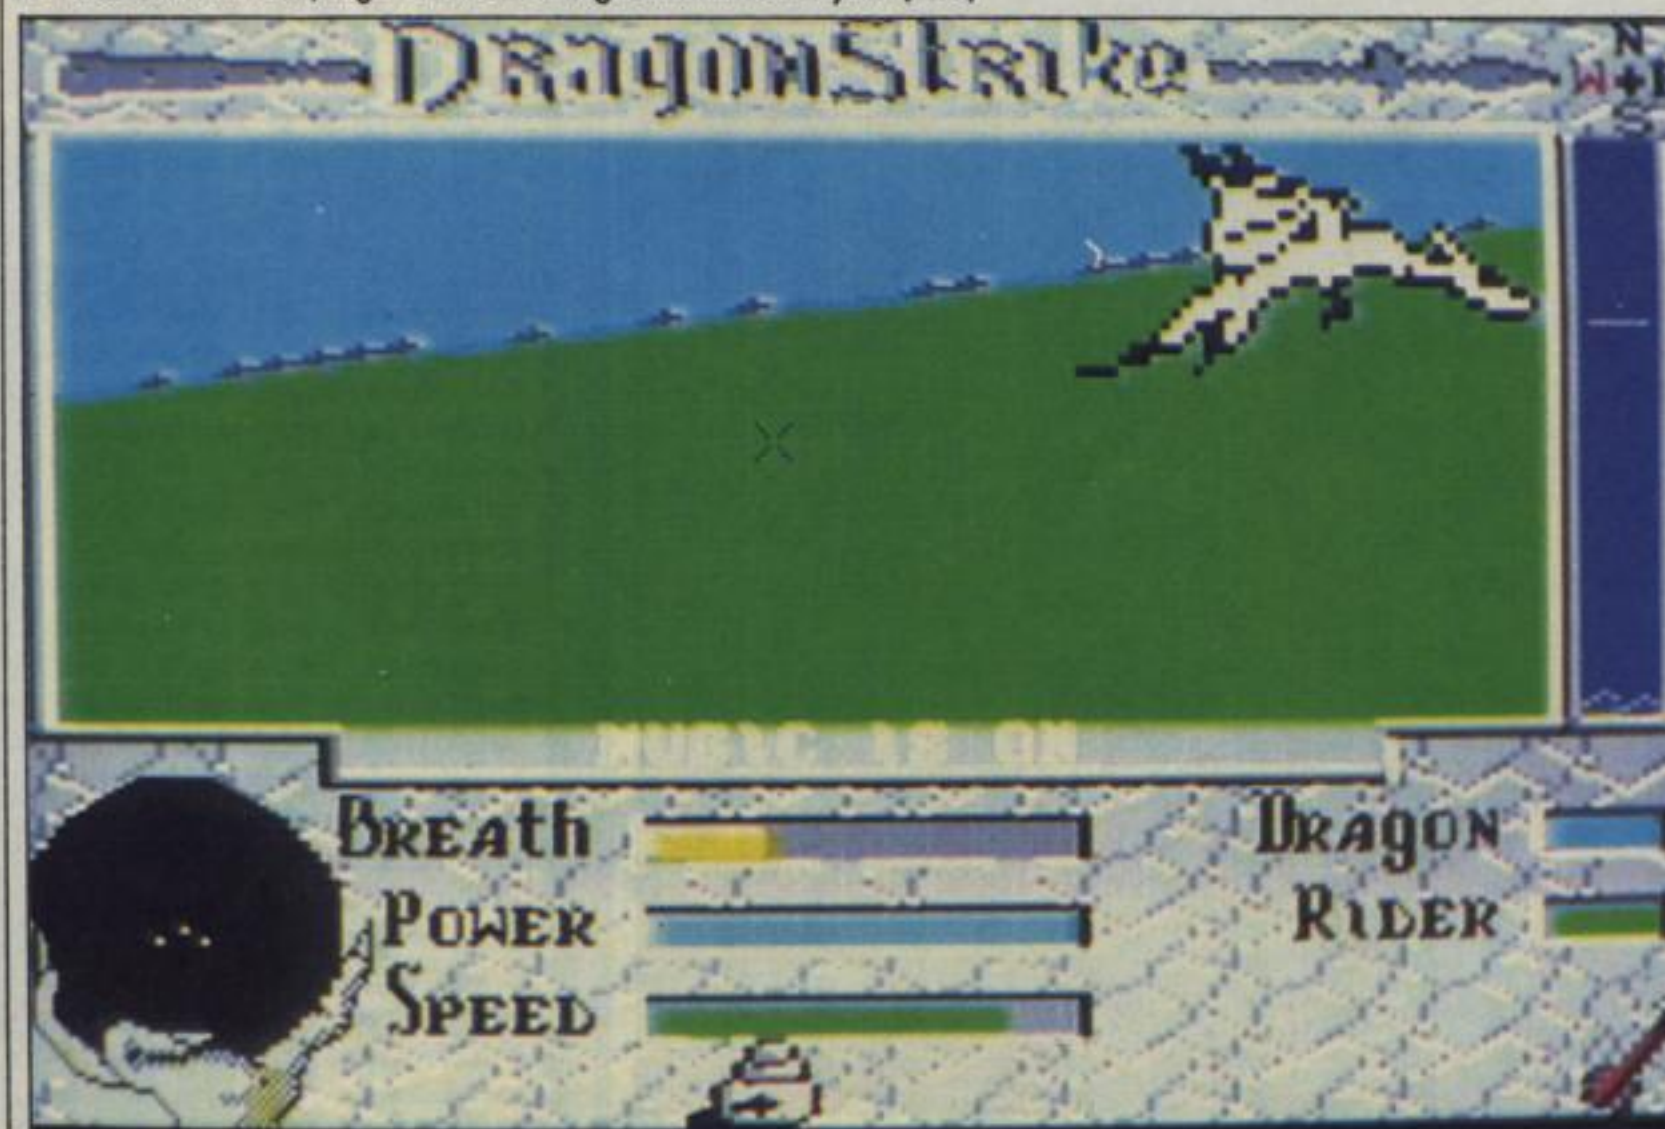 DragonStrike
N
W
S
MUSIC IS ON
Breath
Power
Speed
Dragon
Rider